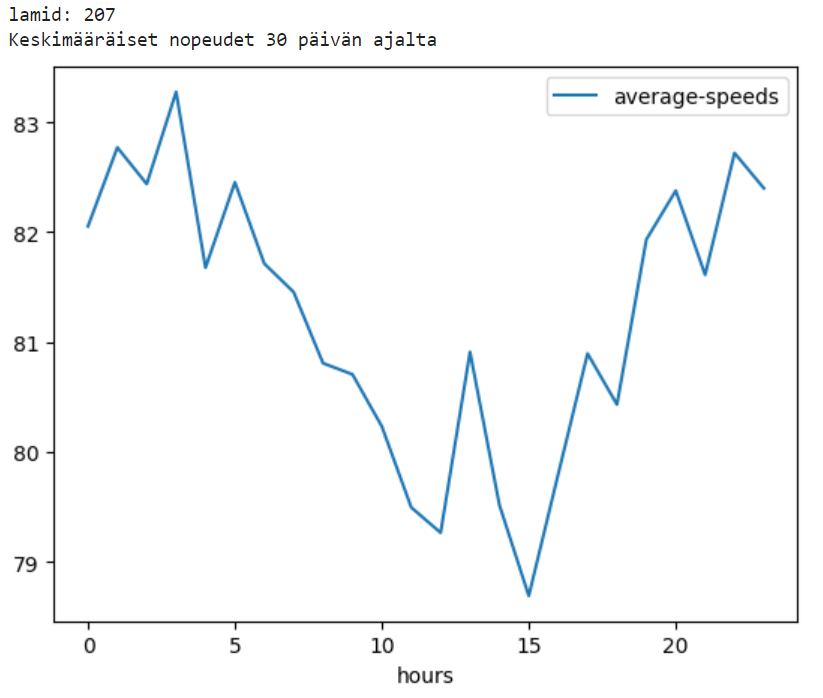 lamid: 207
Keskimääräiset nopeudet 30 päivän ajalta
average-speeds
83
82
81
80
79
0 5 10 15 20
hours